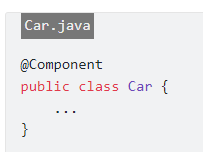 Car.java
@Component
public class Car {
    ...
}